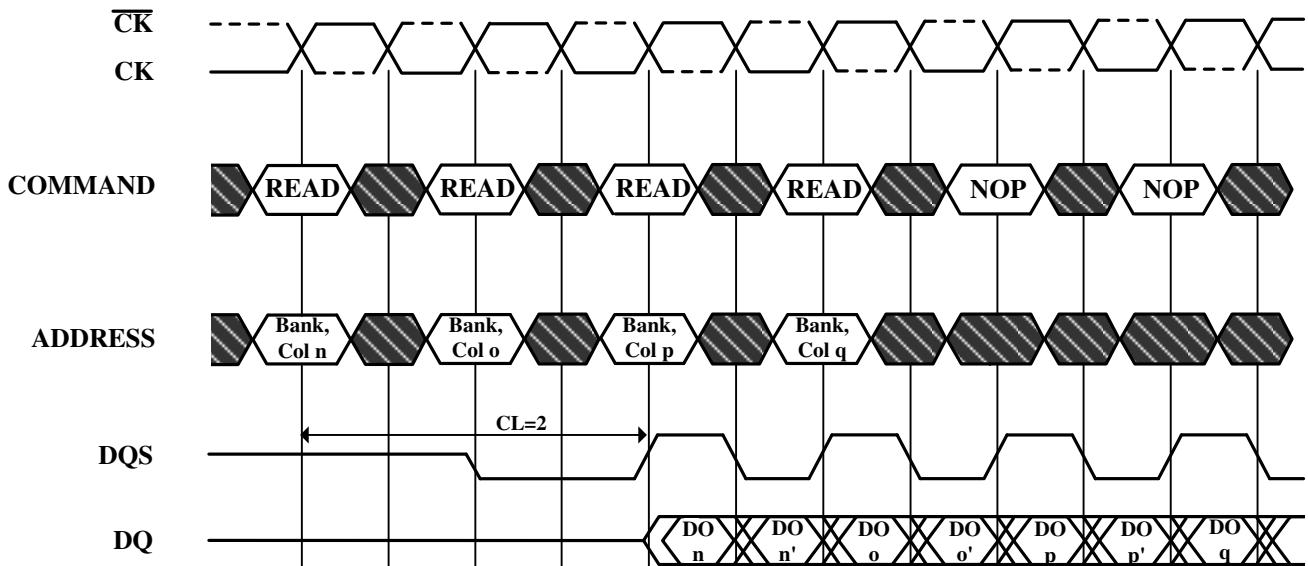 C̅K̅
CK
COMMAND READ READ READ READ NOP NOP
ADDRESS Bank, Col n Bank, Col o Bank, Col p Bank, Col q
CL=2
DQS
DQ DO n DO n' DO o DO o' DO p DO p' DO q